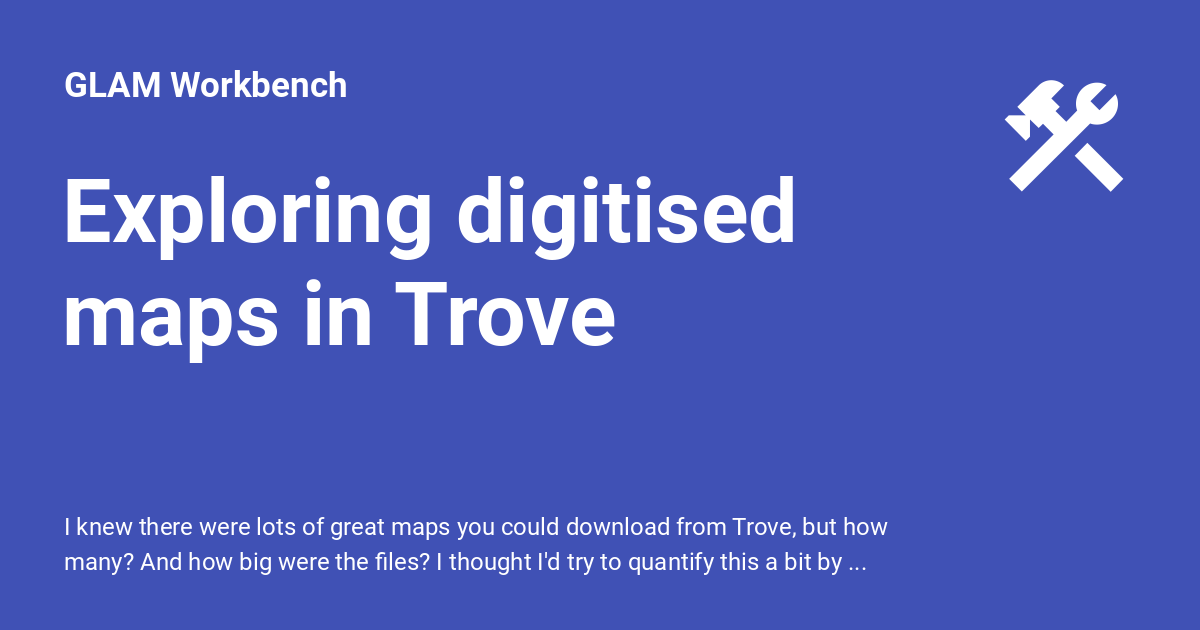 GLAM Workbench
Exploring digitised
maps in Trove
I knew there were lots of great maps you could download from Trove, but how
many? And how big were the files? I thought I'd try to quantify this a bit by ...